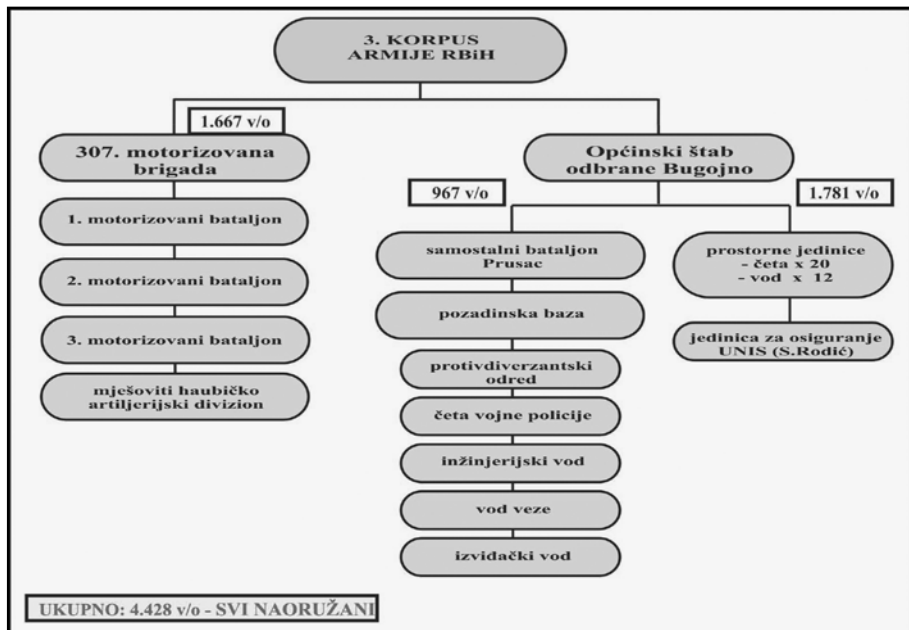 3. KORPUS
ARMIJE RBiH
1.667 v/o
307. motorizovana
brigada
1. motorizovani bataljon
2. motorizovani bataljon
3. motorizovani bataljon
mješoviti haubičko
artiljerijski divizion
Općinski štab
odbrane Bugojno
967 v/o
samostalni bataljon
Prusac
pozadinska baza
protivdiverzantski
odred
četa vojne policije
inžinjerijski vod
vod veze
izviđački vod
1.781 v/o
prostorne jedinice
- četa x 20
- vod x 12
jedinica za osiguranje
UNIS (S.Rodić)
UKUPNO: 4.428 v/o - SVI NAORUŽANI